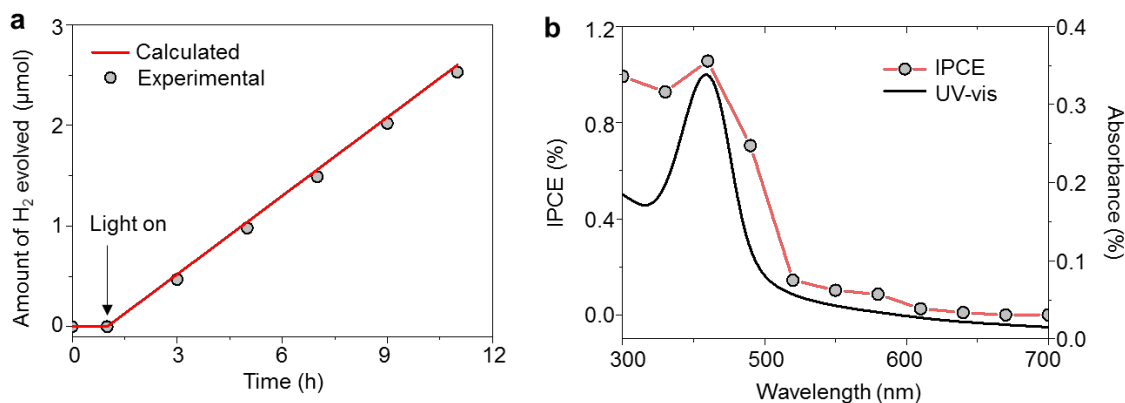 a
3
2
1
0
Amount of H₂ evolved (μmol)
Calculated
Experimental
Light on
0
3
6
9
12
Time (h)
b
1.2
0.8
0.4
0.0
IPCE (%)
IPCE
UV-vis
0.4
0.3
0.2
0.1
0.0
Absorbance (%)
300
500
600
700
Wavelength (nm)